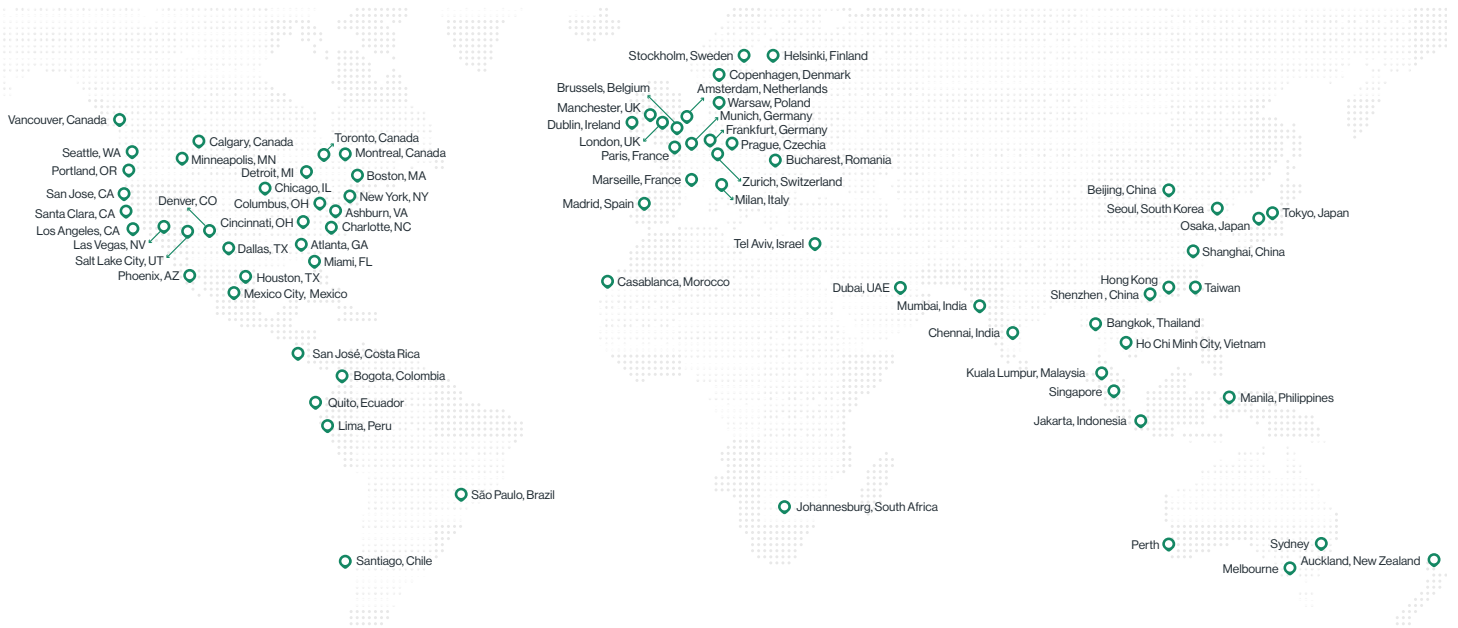 Stockholm, Sweden
Helsinki, Finland
Copenhagen, Denmark
Brussels, Belgium
Amsterdam, Netherlands
Warsaw, Poland
Manchester, UK
Munich, Germany
Dublin, Ireland
Frankfurt, Germany
London, UK
Prague, Czechia
Paris, France
Bucharest, Romania
Marseille, France
Zurich, Switzerland
Madrid, Spain
Milan, Italy
Vancouver, Canada
Calgary, Canada
Toronto, Canada
Seattle, WA
Minneapolis, MN
Montreal, Canada
Portland, OR
Detroit, MI
Boston, MA
San Jose, CA
Chicago, IL
New York, NY
Denver, CO
Columbus, OH
Santa Clara, CA
Ashburn, VA
Los Angeles, CA
Cincinnati, OH
Charlotte, NC
Las Vegas, NV
Dallas, TX
Atlanta, GA
Salt Lake City, UT
Miami, FL
Phoenix, AZ
Houston, TX
Mexico City, Mexico
Tel Aviv, Israel
Casablanca, Morocco
Dubai, UAE
Mumbai, India
Chennai, India
Beijing, China
Seoul, South Korea
Tokyo, Japan
Osaka, Japan
Shanghai, China
Hong Kong
Shenzhen , China
Taiwan
Bangkok, Thailand
Ho Chi Minh City, Vietnam
Kuala Lumpur, Malaysia
Singapore
Manila, Philippines
Jakarta, Indonesia
San José, Costa Rica
Bogota, Colombia
Quito, Ecuador
Lima, Peru
São Paulo, Brazil
Santiago, Chile
Johannesburg, South Africa
Perth
Sydney
Melbourne
Auckland, New Zealand